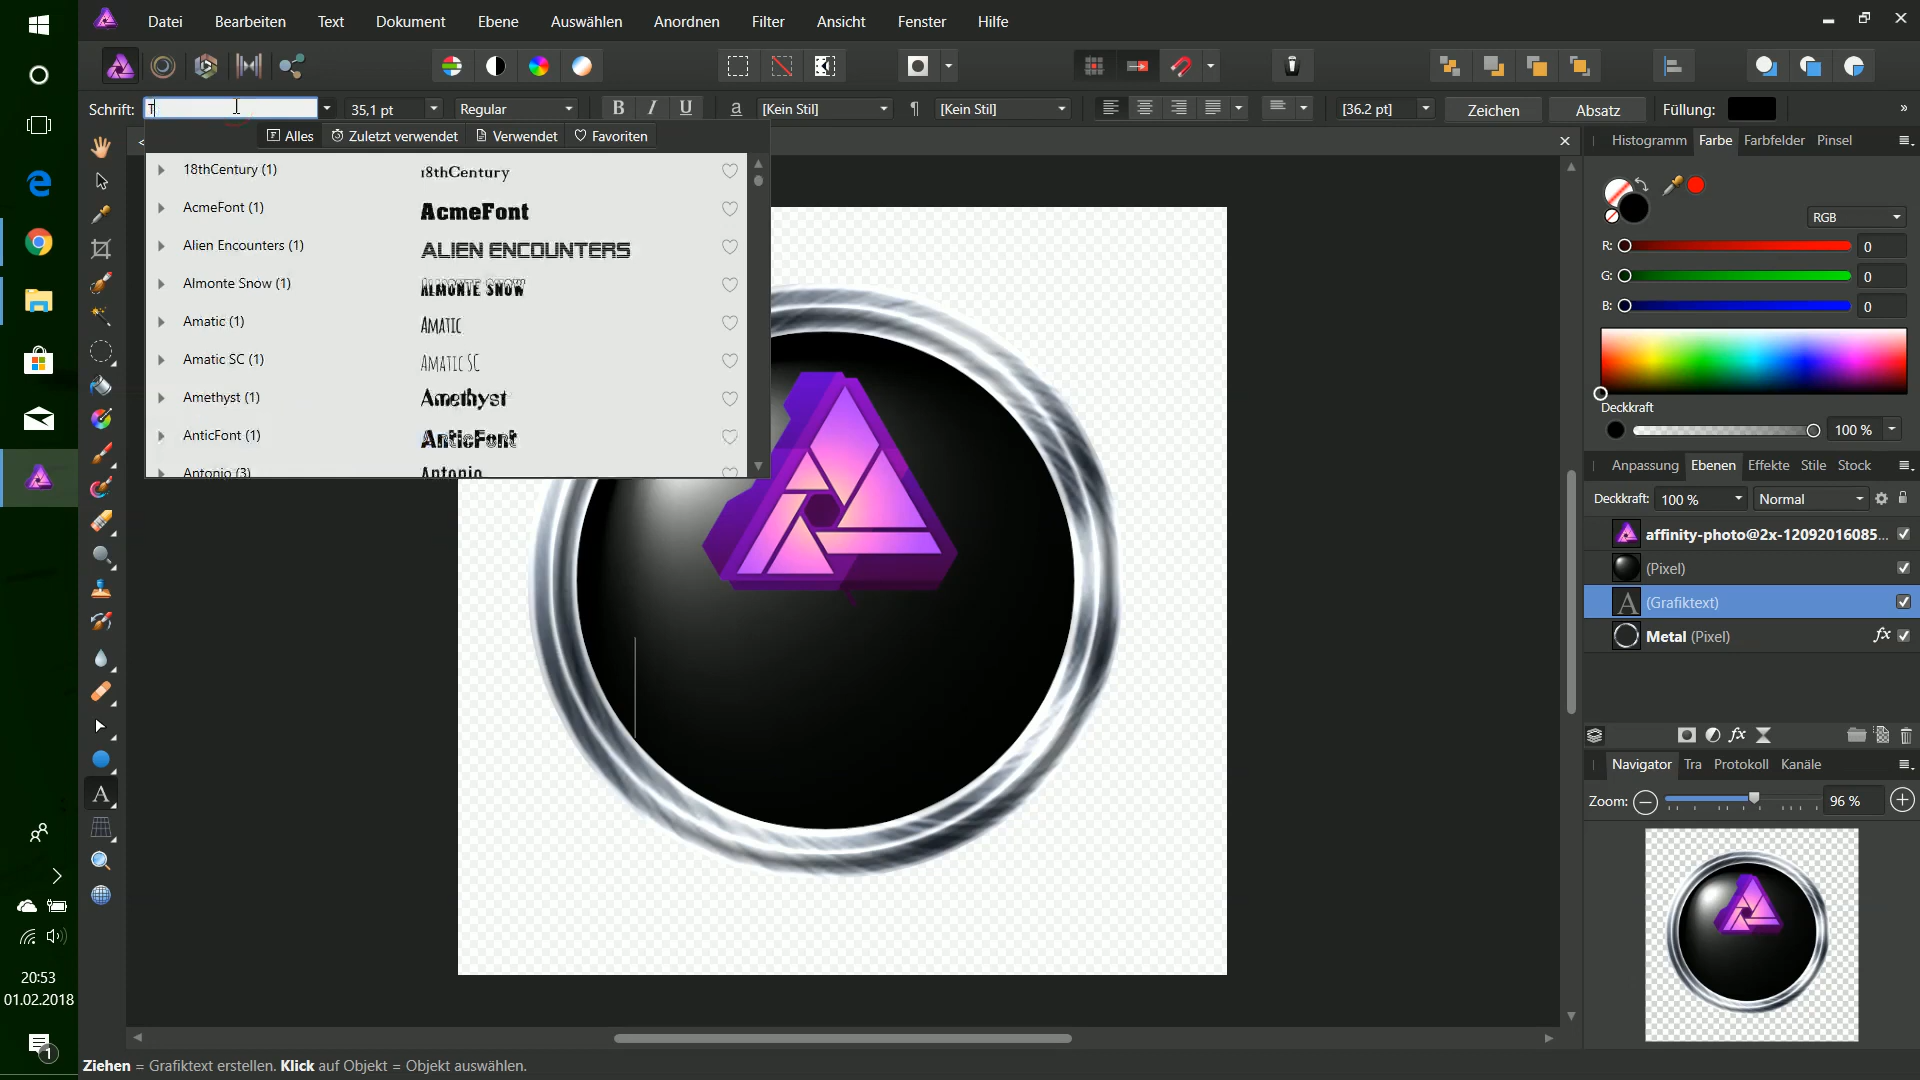 Datei Bearbeiten Text Dokument Ebene Auswählen Anordnen Filter Ansicht Fenster Hilfe
Schrift: T 35,1 pt Regular B I U a [Kein Stil] ¶ [Kein Stil] [36.2 pt] Zeichen Absatz Füllung: »
Alles Zuletzt verwendet Verwendet Favoriten
18thCentury (1) 18thCentury
AcmeFont (1) AcmeFont
Alien Encounters (1) ALIEN ENCOUNTERS
Almonte Snow (1) ALMONTE SNOW
Amatic (1) AMATIC
Amatic SC (1) AMATIC SC
Amethyst (1) Amethyst
AnticFont (1) AnticFont
Antonio (3) Antonio
Histogramm Farbe Farbfelder Pinsel
RGB
R: 0
G: 0
B: 0
Deckkraft
100 %
Anpassung Ebenen Effekte Stile Stock
Deckkraft: 100 % Normal
affinity-photo@2x-12092016085...
(Pixel)
A (Grafiktext)
Metal (Pixel) fx
fx
Navigator Tra Protokoll Kanäle
Zoom: 96 %
A
20:53
01.02.2018
1
Ziehen = Grafiktext erstellen. Klick auf Objekt = Objekt auswählen.